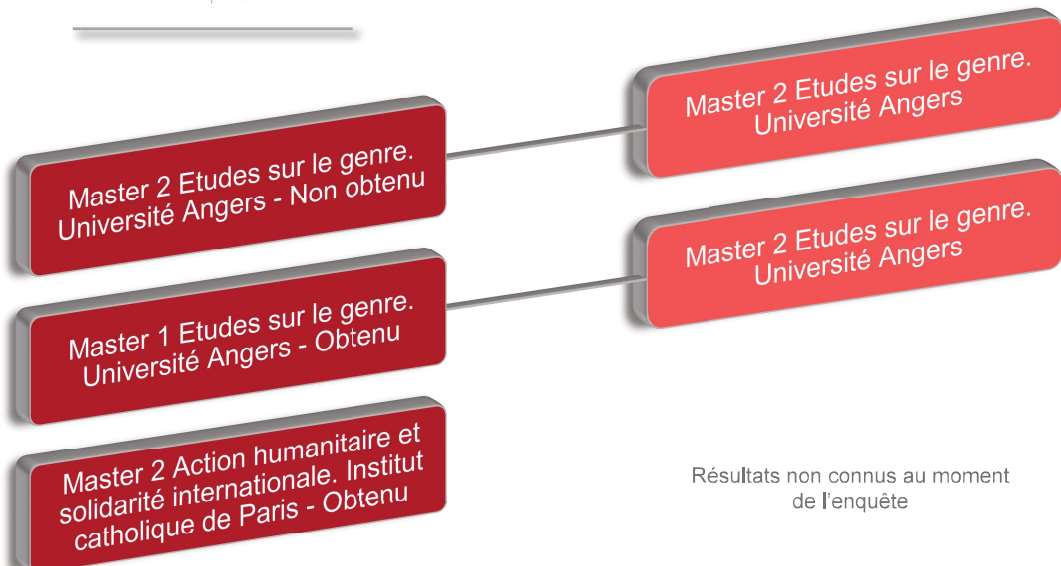 Master 2 Etudes sur le genre.
Université Angers - Non obtenu
Master 2 Etudes sur le genre.
Université Angers
Master 1 Etudes sur le genre.
Université Angers - Obtenu
Master 2 Etudes sur le genre.
Université Angers
Master 2 Action humanitaire et
solidarité internationale. Institut
catholique de Paris - Obtenu
Résultats non connus au moment
de l'enquête